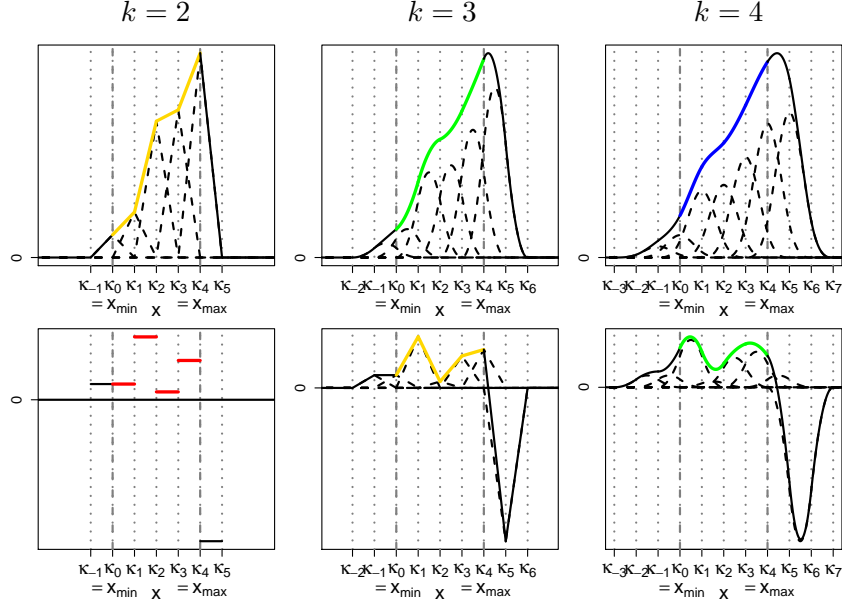 k = 2
k = 3
k = 4
0
κ₋₁ κ₀ κ₁ κ₂ κ₃ κ₄ κ₅
= xmin x = xmax
0
κ₋₂ κ₋₁ κ₀ κ₁ κ₂ κ₃ κ₄ κ₅ κ₆
= xmin x = xmax
0
κ₋₃ κ₋₂ κ₋₁ κ₀ κ₁ κ₂ κ₃ κ₄ κ₅ κ₆ κ₇
= xmin x = xmax
0
κ₋₁ κ₀ κ₁ κ₂ κ₃ κ₄ κ₅
= xmin x = xmax
0
κ₋₂ κ₋₁ κ₀ κ₁ κ₂ κ₃ κ₄ κ₅ κ₆
= xmin x = xmax
0
κ₋₃ κ₋₂ κ₋₁ κ₀ κ₁ κ₂ κ₃ κ₄ κ₅ κ₆ κ₇
= xmin x = xmax